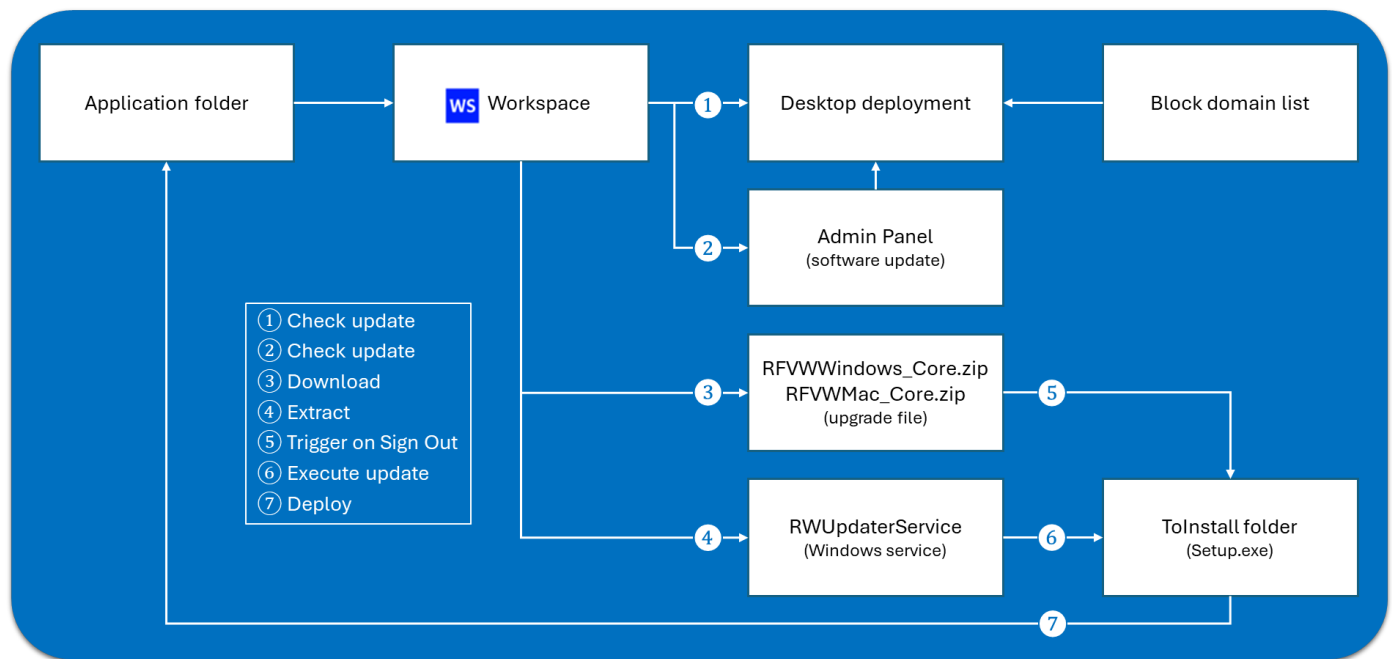 Application folder
WS Workspace
1
Desktop deployment
Block domain list
2
Admin Panel
(software update)
① Check update
② Check update
③ Download
④ Extract
⑤ Trigger on Sign Out
⑥ Execute update
⑦ Deploy
3
RFVWWindows_Core.zip
RFVWMac_Core.zip
(upgrade file)
5
4
RWUpdaterService
(Windows service)
6
ToInstall folder
(Setup.exe)
7